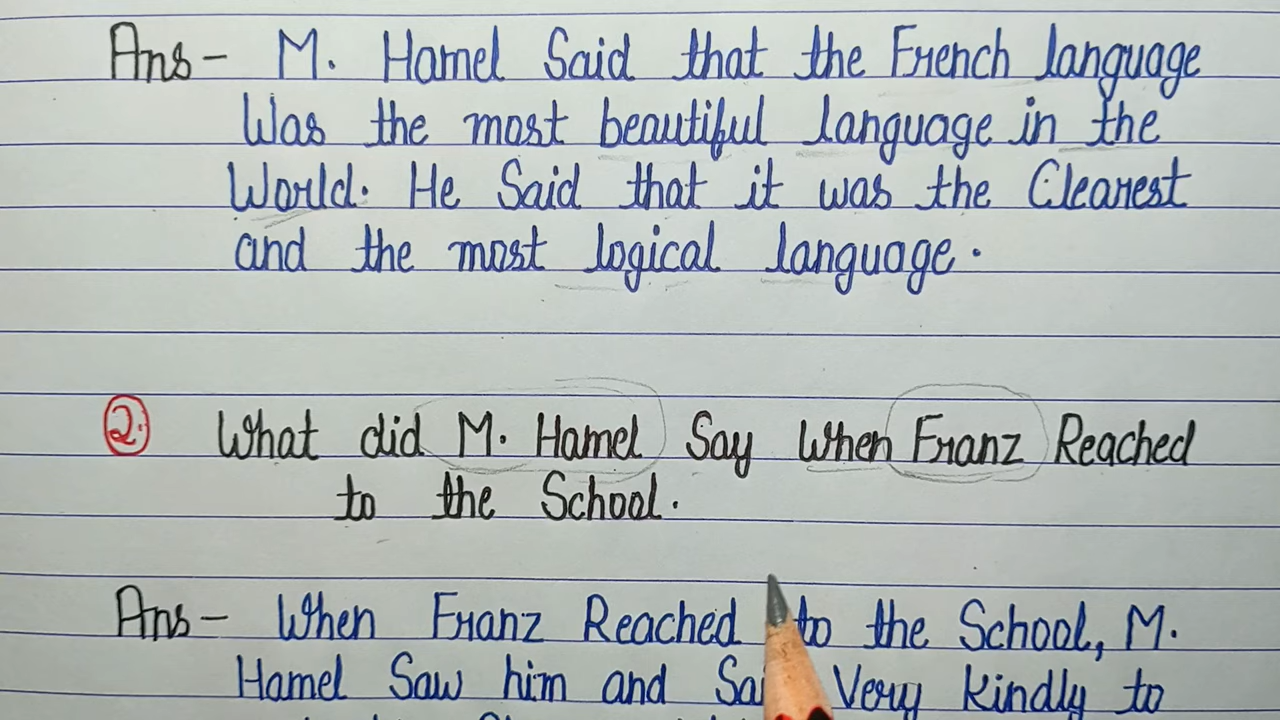 Ans- M. Hamel Said that the French language
Was the most beautiful language in the
World. He Said that it was the Clearest
and the most logical language.
2. What did M. Hamel Say When Franz Reached
to the School.
Ans- When Franz Reached to the School, M.
Hamel Saw him and Very Kindly to